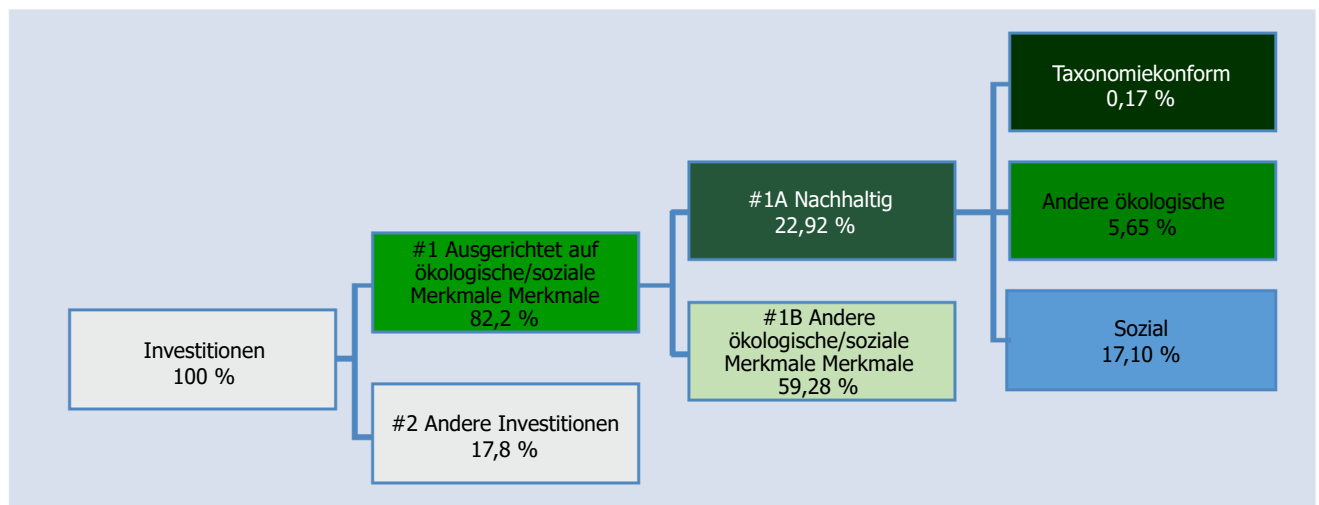 Investitionen
100 %
#1 Ausgerichtet auf
ökologische/soziale
Merkmale Merkmale
82,2 %
#2 Andere Investitionen
17,8 %
#1A Nachhaltig
22,92 %
#1B Andere
ökologische/soziale
Merkmale Merkmale
59,28 %
Taxonomiekonform
0,17 %
Andere ökologische
5,65 %
Sozial
17,10 %